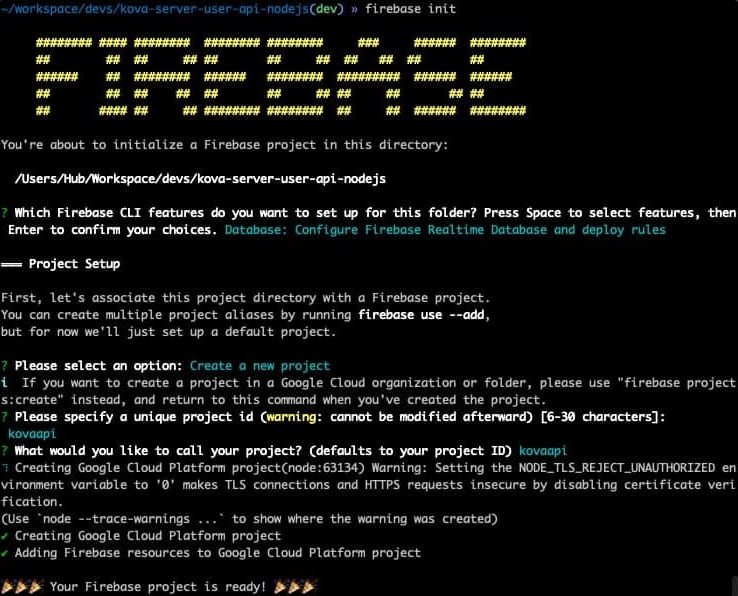 ~/workspace/devs/kova-server-user-api-nodejs(dev) » firebase init
FIREBASE
You're about to initialize a Firebase project in this directory:
/Users/Hub/Workspace/devs/kova-server-user-api-nodejs
? Which Firebase CLI features do you want to set up for this folder? Press Space to select features, then
Enter to confirm your choices. Database: Configure Firebase Realtime Database and deploy rules
=== Project Setup
First, let's associate this project directory with a Firebase project.
You can create multiple project aliases by running firebase use --add,
but for now we'll just set up a default project.
? Please select an option: Create a new project
i  If you want to create a project in a Google Cloud organization or folder, please use "firebase project
s:create" instead, and return to this command when you've created the project.
? Please specify a unique project id (warning: cannot be modified afterward) [6-30 characters]:
kovaapi
? What would you like to call your project? (defaults to your project ID) kovaapi
⠹ Creating Google Cloud Platform project(node:63134) Warning: Setting the NODE_TLS_REJECT_UNAUTHORIZED en
vironment variable to '0' makes TLS connections and HTTPS requests insecure by disabling certificate veri
fication.
(Use `node --trace-warnings ...` to show where the warning was created)
✔ Creating Google Cloud Platform project
✔ Adding Firebase resources to Google Cloud Platform project
🎉🎉🎉 Your Firebase project is ready! 🎉🎉🎉